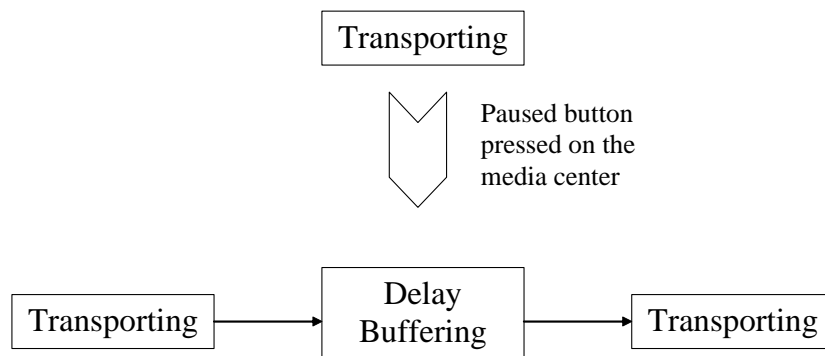 Transporting
Paused button
pressed on the
media center
Transporting
Delay
Buffering
Transporting